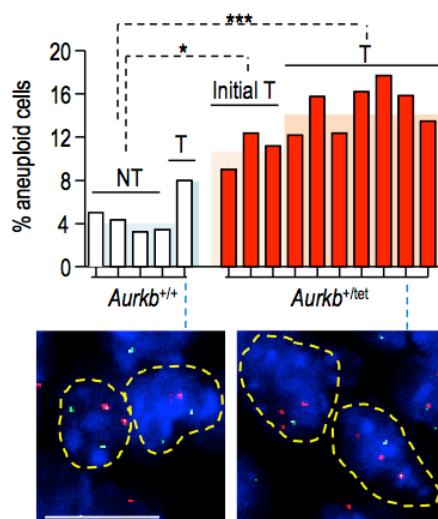 ***
20
*
T
16
Initial T
% aneuploid cells
12
T
NT
8
4
0
Aurkb+/+
Aurkb+/tet